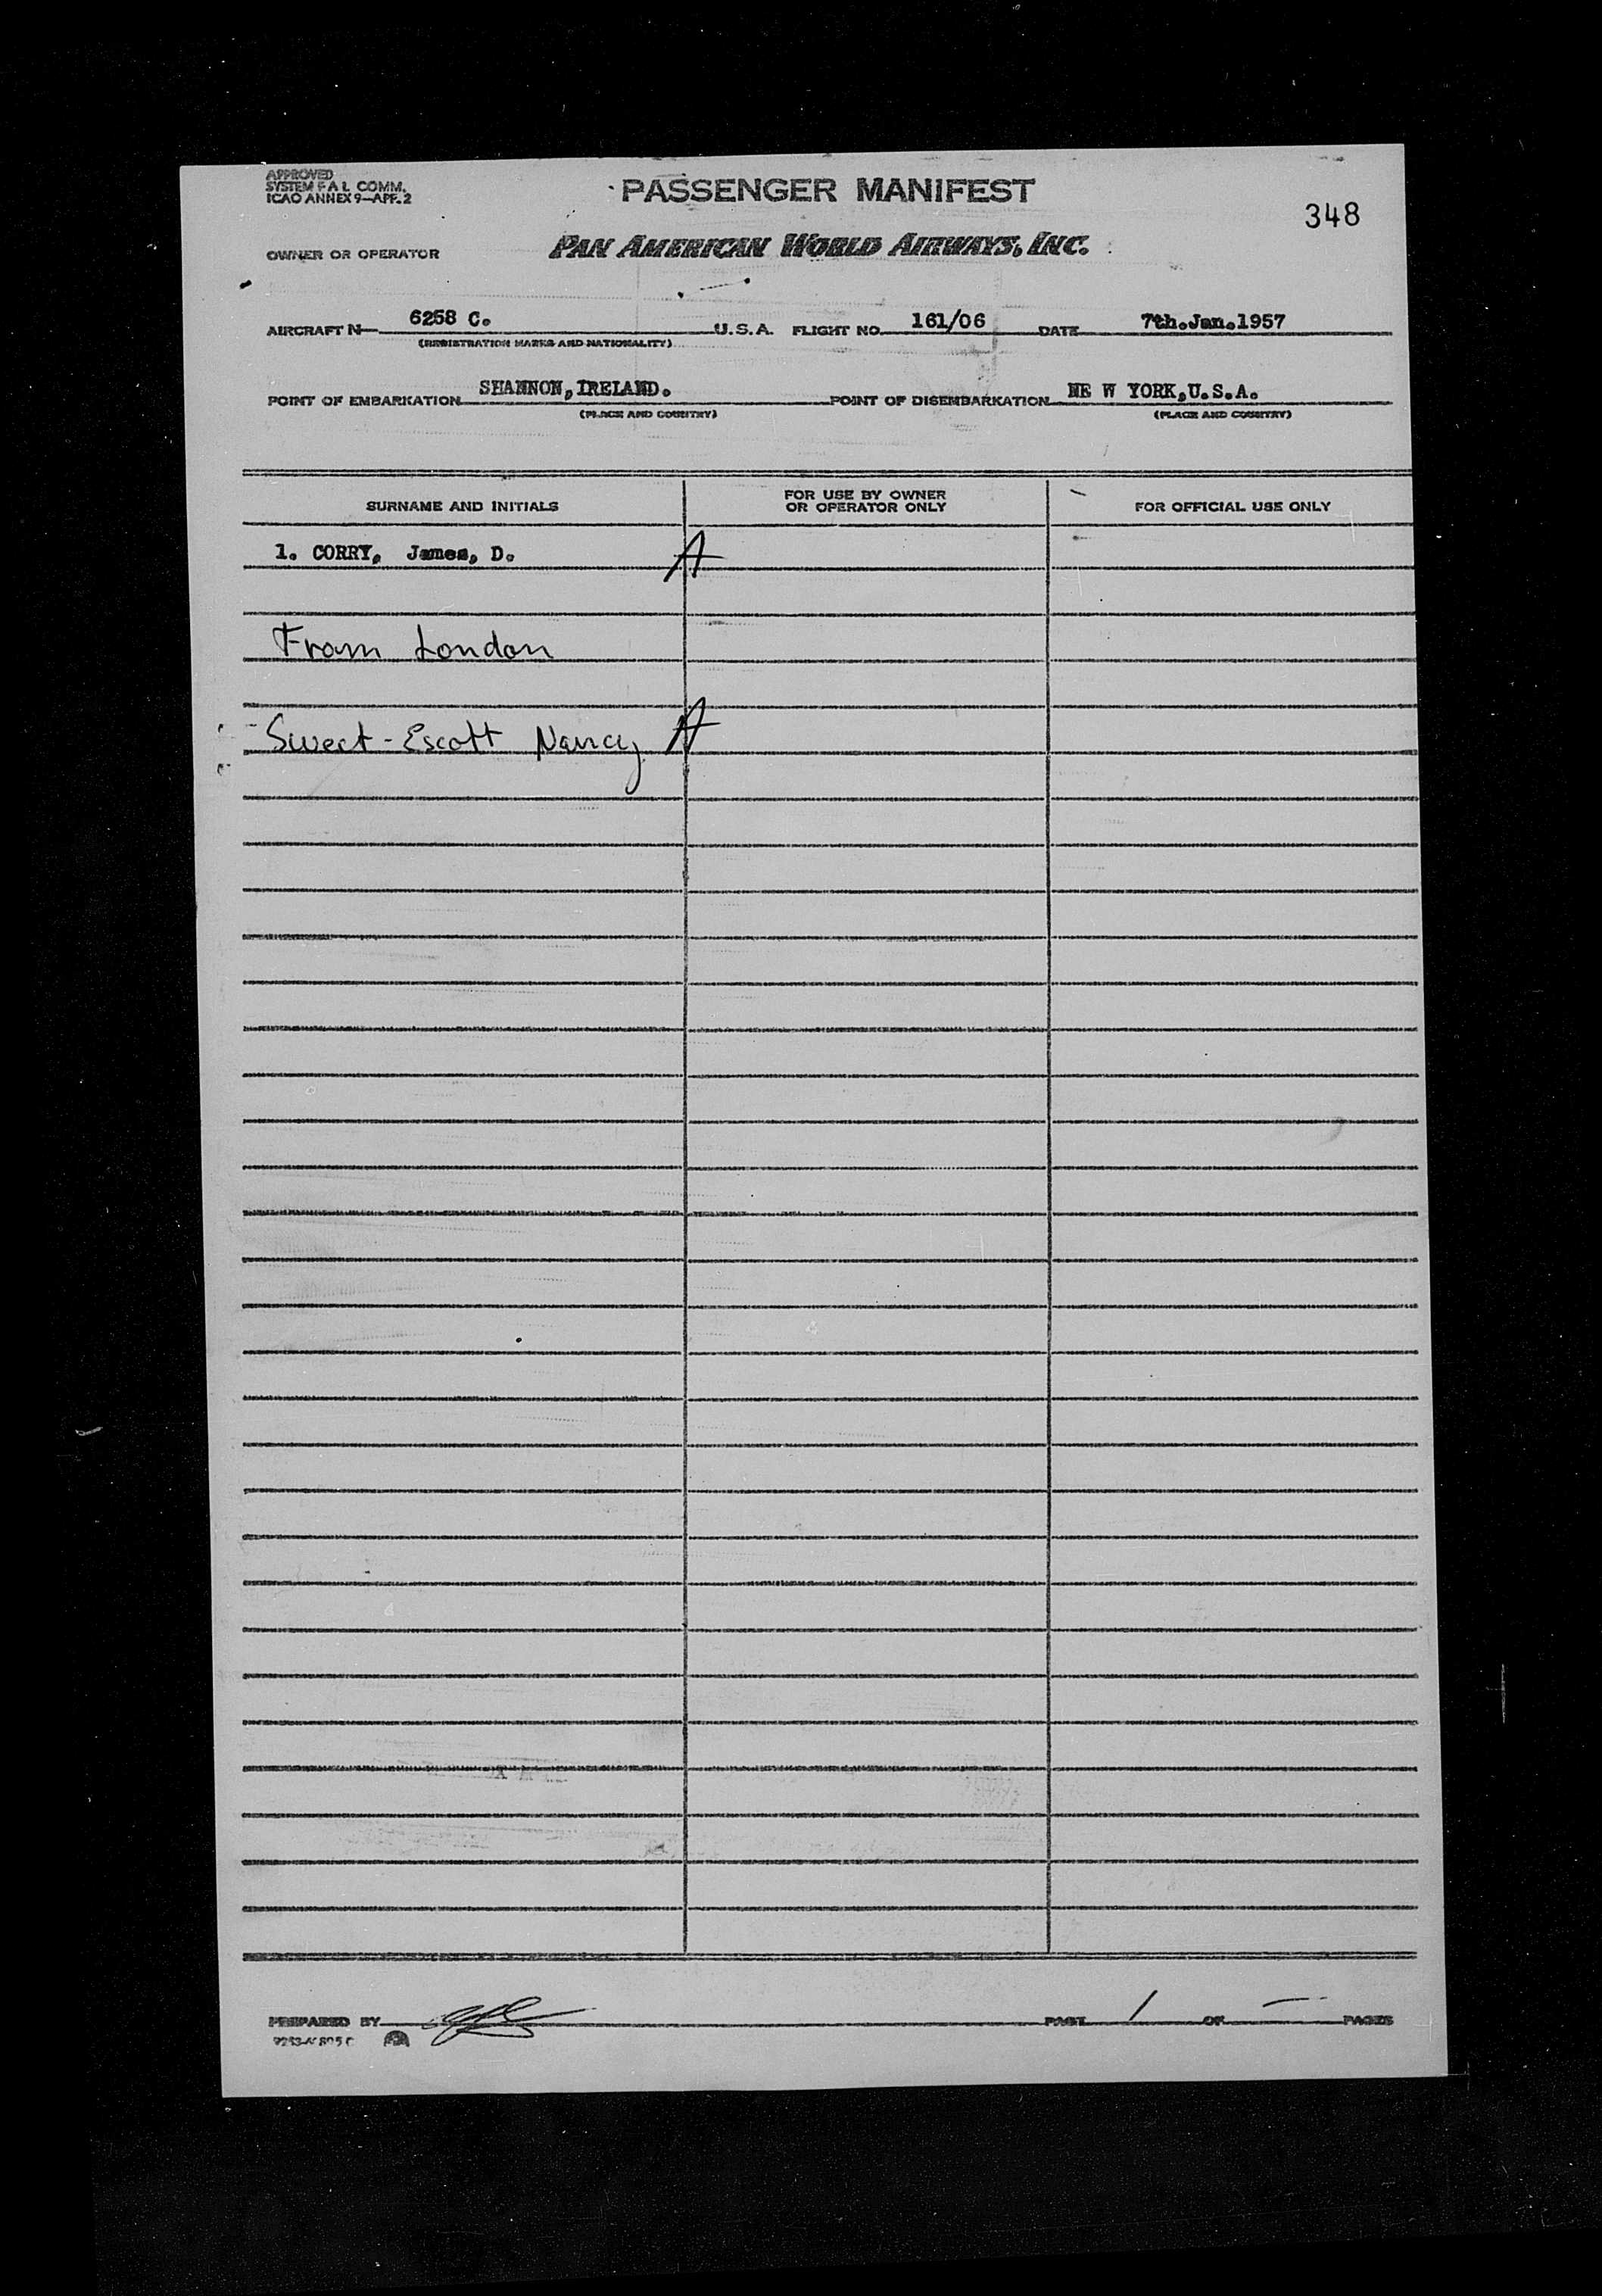 APPROVED
SYSTEM F A L COMM.
ICAO ANNEX 9—APP. 2
PASSENGER MANIFEST
348
OWNER OR OPERATOR PAN AMERICAN WORLD AIRWAYS, INC.
AIRCRAFT N 6258 C. U.S.A. FLIGHT NO. 161/06 DATE 7th.Jan.1957
(REGISTRATION MARKS AND NATIONALITY)
POINT OF EMBARKATION SHANNON, IRELAND. POINT OF DISEMBARKATION NE W YORK,U.S.A.
(PLACE AND COUNTRY) (PLACE AND COUNTRY)
SURNAME AND INITIALS FOR USE BY OWNER OR OPERATOR ONLY FOR OFFICIAL USE ONLY
1. CORRY, James, D. A
From London
Sweet-Escott Nancy A
PREPARED BY PAGE 1 OF — PAGES